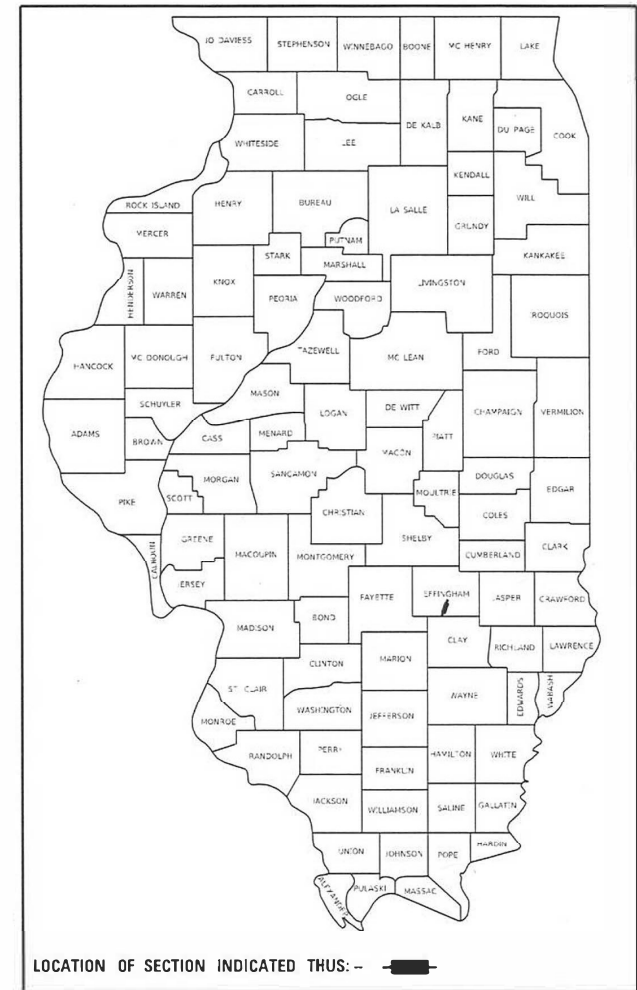 JO DAVIESS
STEPHENSON
WINNEBAGO
BOONE
MC HENRY
LAKE
CARROLL
OGLE
DE KALB
KANE
DU PAGE
COOK
WHITESIDE
LEE
KENDALL
WILL
ROCK ISLAND
HENRY
BUREAU
LA SALLE
GRUNDY
MERCER
PUTNAM
STARK
MARSHALL
KANKAKEE
HENDERSON
WARREN
KNOX
PEORIA
WOODFORD
LIVINGSTON
ROQUOIS
HANCOCK
MC DONOUGH
FULTON
TAZEWELL
MC LEAN
FORD
SCHUYLER
MASON
LOGAN
DE WITT
CHAMPAIGN
VERMILION
ADAMS
BROWN
CASS
MENARD
MACON
PIATT
PIKE
SCOTT
MORGAN
SANGAMON
MOULTRIE
DOUGLAS
EDGAR
CHRISTIAN
COLES
CALHOUN
GREENE
MACOUPIN
MONTGOMERY
SHELBY
CUMBERLAND
CLARK
JERSEY
FAYETTE
EFFINGHAM
JASPER
CRAWFORD
MADISON
BOND
CLAY
RICHLAND
LAWRENCE
CLINTON
MARION
ST. CLAIR
WAYNE
EDWARDS
WABASH
MONROE
WASHINGTON
JEFFERSON
RANDOLPH
PERRY
HAMILTON
WHITE
FRANKLIN
JACKSON
WILLIAMSON
SALINE
GALLATIN
UNION
JOHNSON
POPE
HARDIN
ALEXANDER
PULASKI
MASSAC
LOCATION OF SECTION INDICATED THUS: –